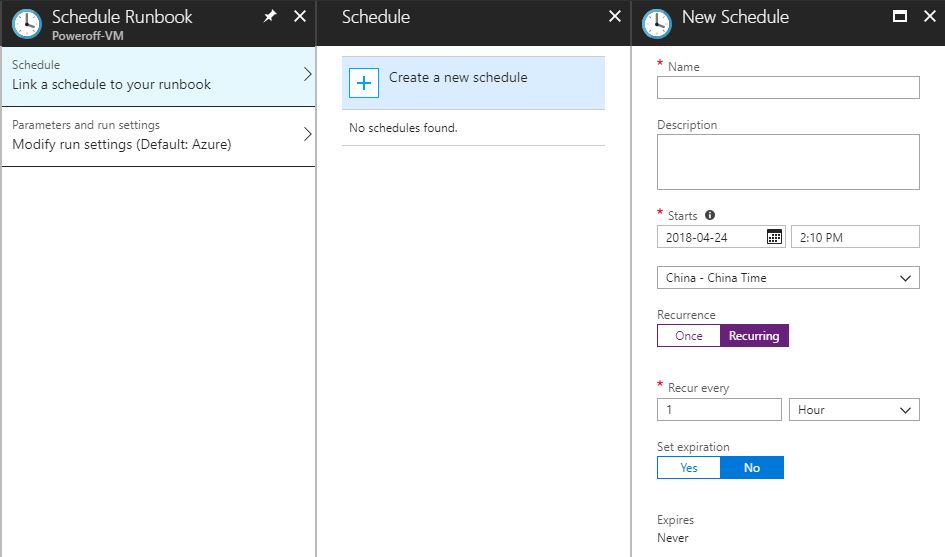 Schedule Runbook
Poweroff-VM
Schedule
Link a schedule to your runbook
Parameters and run settings
Modify run settings (Default: Azure)
Schedule
Create a new schedule
No schedules found.
New Schedule
* Name
Description
* Starts
2018-04-24 2:10 PM
China - China Time
Recurrence
Once Recurring
* Recur every
1 Hour
Set expiration
Yes No
Expires
Never